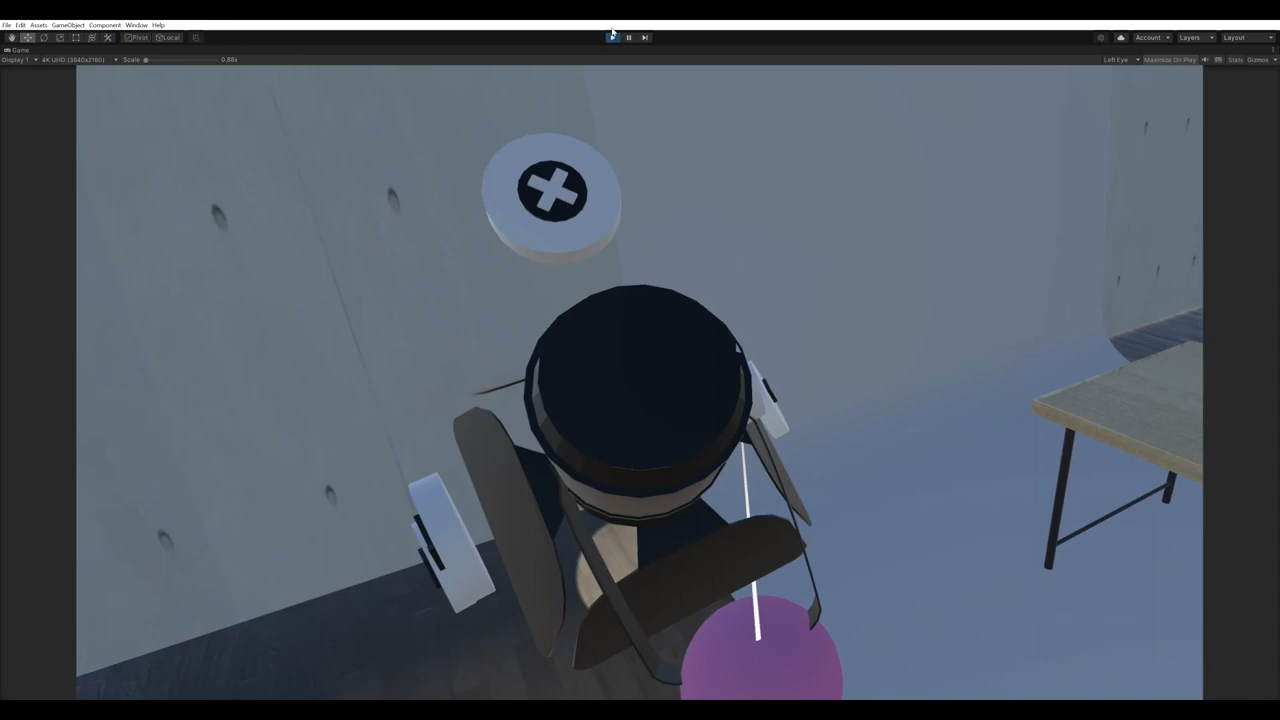 File Edit Assets GameObject Component Window Help
Pivot Local Account Layers Layout
Game
Display 1 4K UHD (3840x2160) Scale 0.88x Left Eye Maximize On Play Stats Gizmos